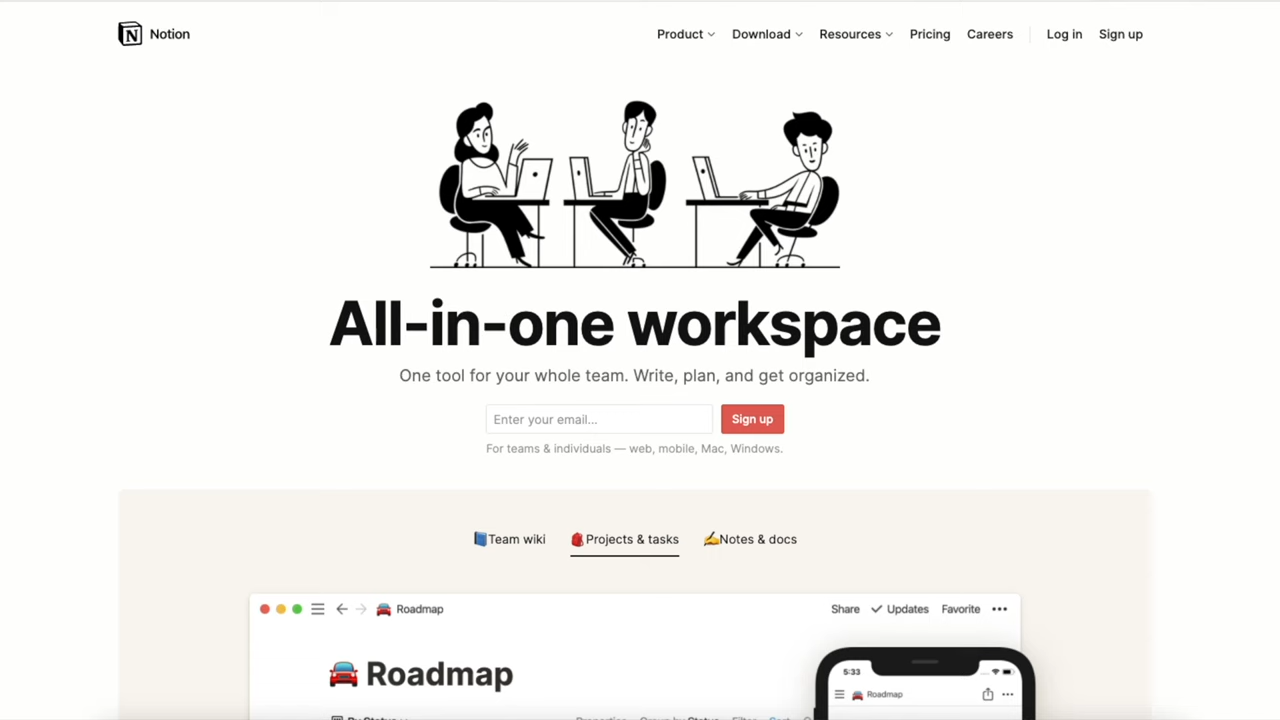 Notion
Product Download Resources Pricing Careers Log in Sign up
All-in-one workspace
One tool for your whole team. Write, plan, and get organized.
Enter your email... Sign up
For teams & individuals — web, mobile, Mac, Windows.
Team wiki Projects & tasks Notes & docs
Roadmap Share Updates Favorite
5:33
Roadmap
Roadmap
By Status